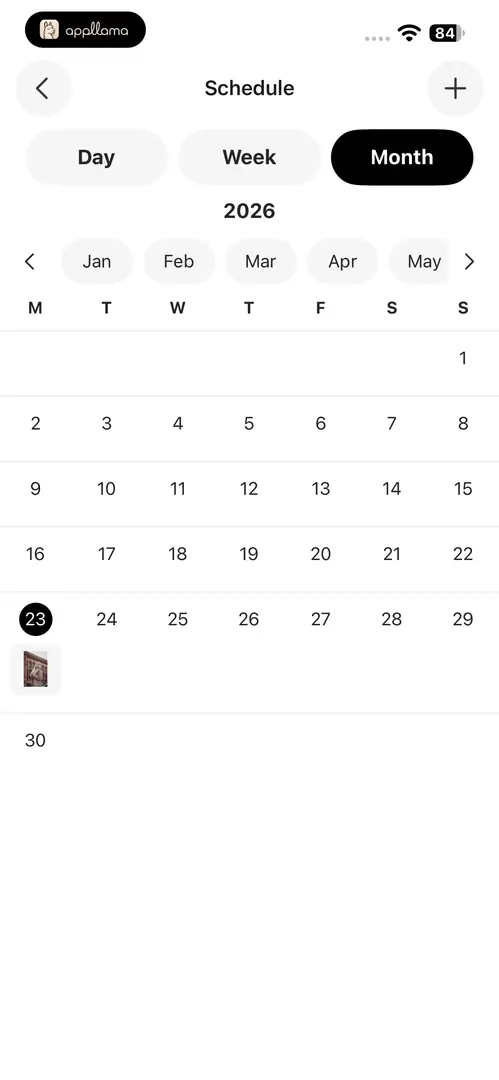 appllama
84
Schedule
Day Week Month
2026
Jan Feb Mar Apr May
M T W T F S S
1
2 3 4 5 6 7 8
9 10 11 12 13 14 15
16 17 18 19 20 21 22
23 24 25 26 27 28 29
30